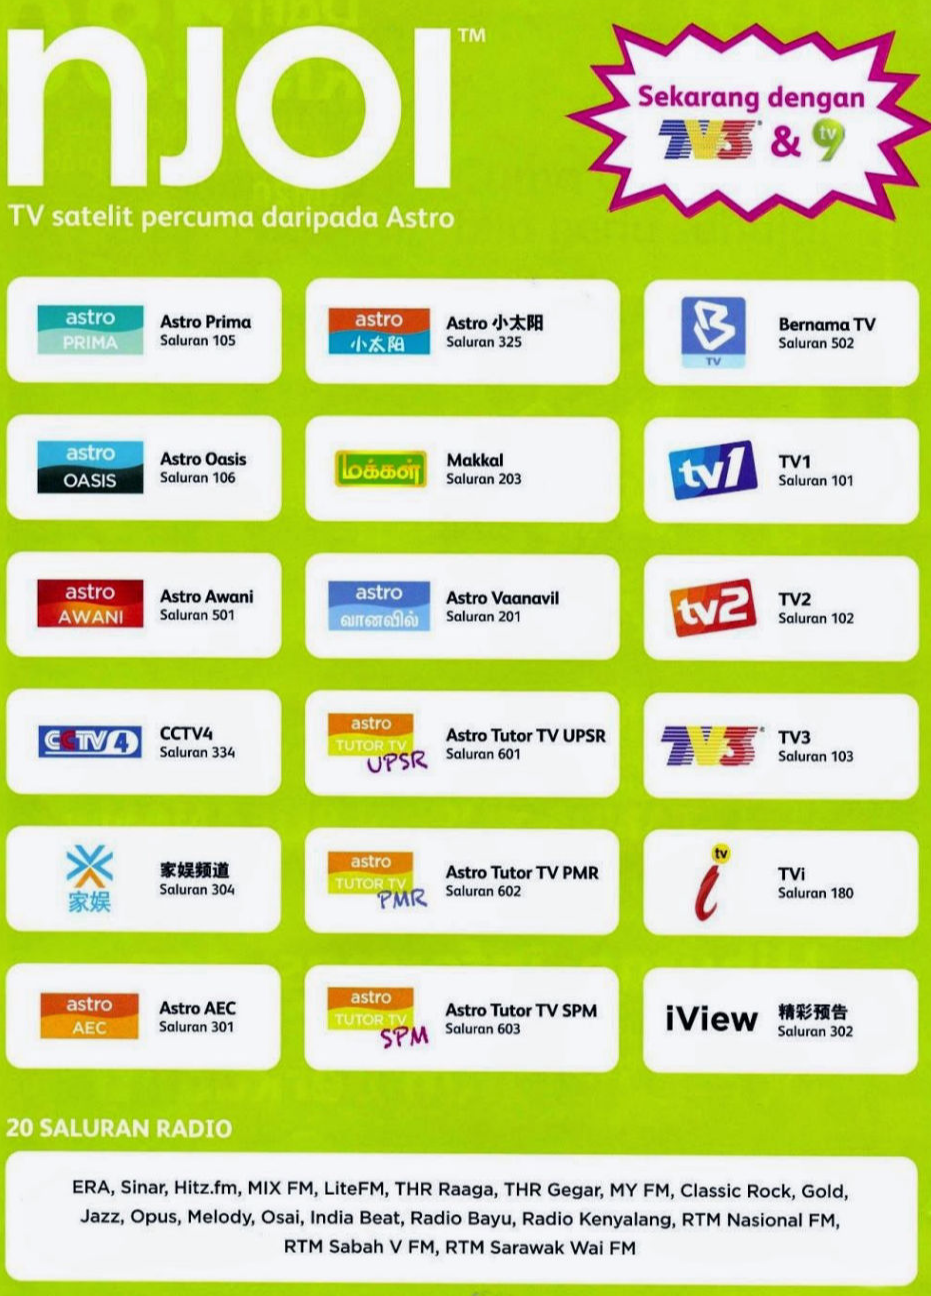 njoi™
TV satelit percuma daripada Astro
Sekarang dengan
TV3 & tv9
astro
PRIMA
Astro Prima
Saluran 105
astro
小太阳
Astro 小太阳
Saluran 325
B
TV
Bernama TV
Saluran 502
astro
OASIS
Astro Oasis
Saluran 106
மக்கள்
Makkal
Saluran 203
tv1
TV1
Saluran 101
astro
AWANI
Astro Awani
Saluran 501
astro
வானவில்
Astro Vaanavil
Saluran 201
tv2
TV2
Saluran 102
CCTV4
CCTV4
Saluran 334
astro
TUTOR TV
UPSR
Astro Tutor TV UPSR
Saluran 601
TV3
TV3
Saluran 103
家娱
家娱频道
Saluran 304
astro
TUTOR TV
PMR
Astro Tutor TV PMR
Saluran 602
tv
i
TVi
Saluran 180
astro
AEC
Astro AEC
Saluran 301
astro
TUTOR TV
SPM
Astro Tutor TV SPM
Saluran 603
iView
精彩预告
Saluran 302
20 SALURAN RADIO
ERA, Sinar, Hitz.fm, MIX FM, LiteFM, THR Raaga, THR Gegar, MY FM, Classic Rock, Gold,
Jazz, Opus, Melody, Osai, India Beat, Radio Bayu, Radio Kenyalang, RTM Nasional FM,
RTM Sabah V FM, RTM Sarawak Wai FM